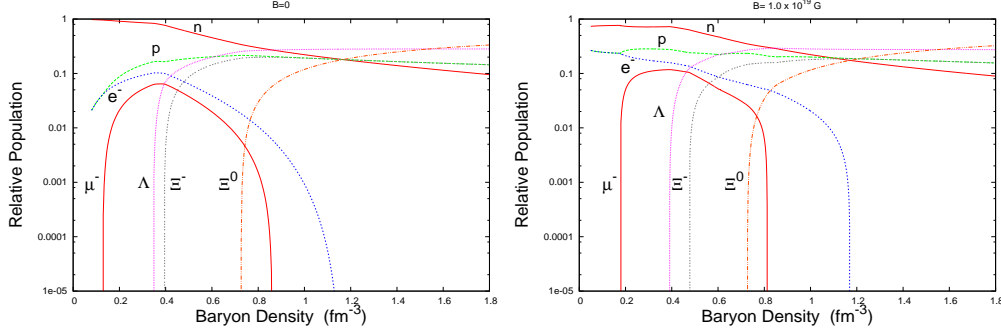 B=0
Relative Population
1
0.1
0.01
0.001
0.0001
1e-05
n
p
e-
μ-
Λ
Ξ-
Ξ0
0 0.2 0.4 0.6 0.8 1 1.2 1.4 1.6 1.8
Baryon Density (fm-3)
B= 1.0 x 10^19 G
Relative Population
1
0.1
0.01
0.001
0.0001
1e-05
n
p
e-
Λ
μ-
Ξ-
Ξ0
0 0.2 0.4 0.6 0.8 1 1.2 1.4 1.6 1.8
Baryon Density (fm-3)